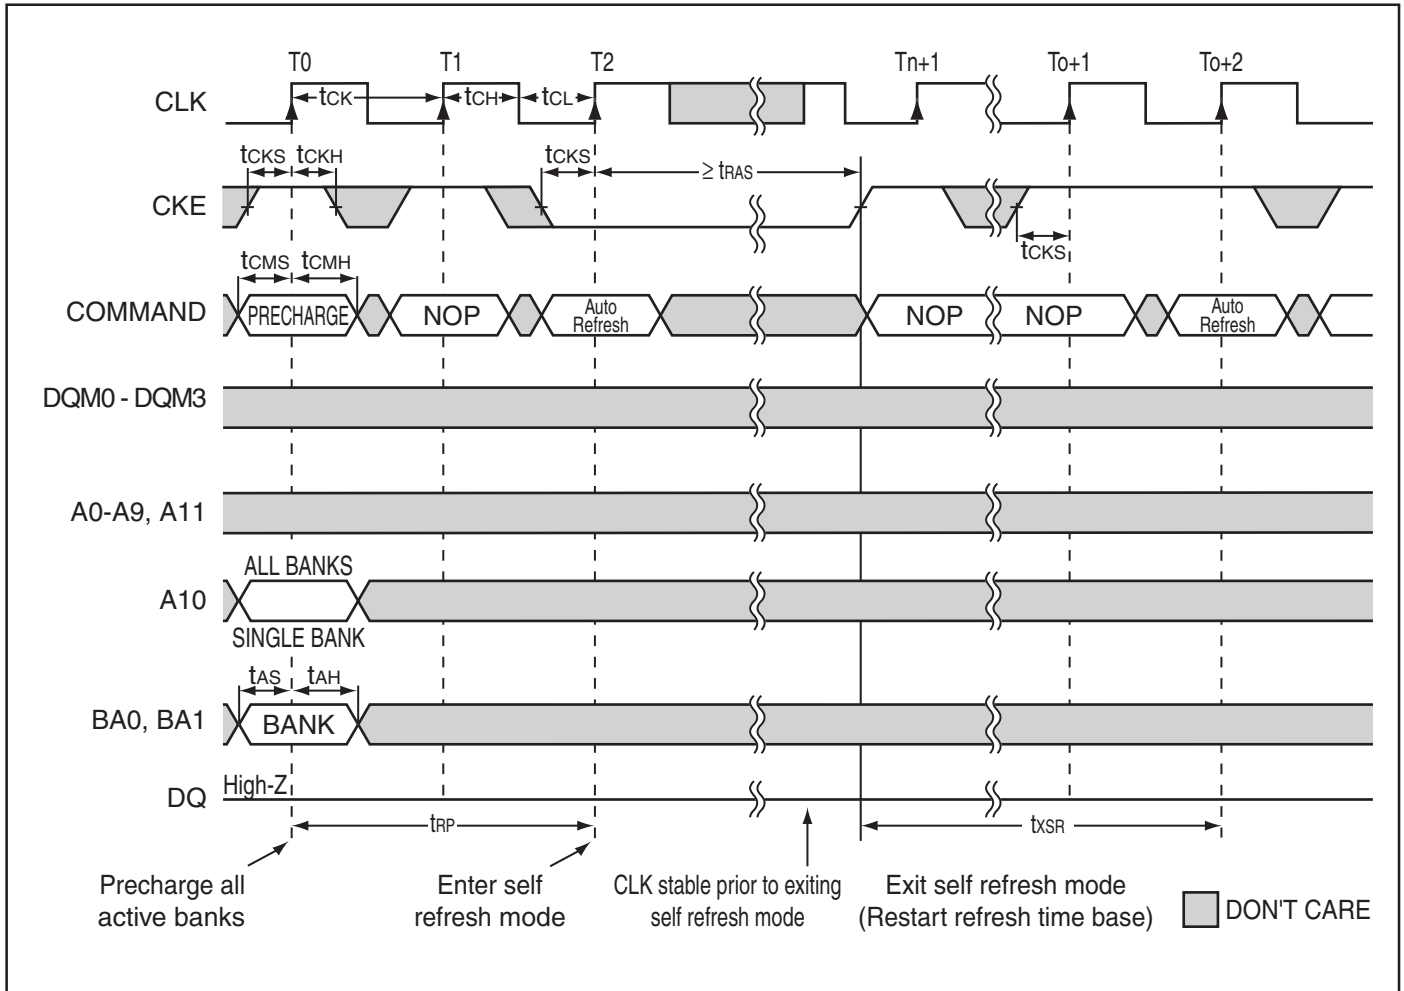 T0 T1 T2 Tn+1 To+1 To+2
CLK tCK tCH tCL
tCKS tCKH tCKS
CKE ≥ tRAS
tCKS
tCMS tCMH
COMMAND PRECHARGE NOP Auto Refresh NOP NOP Auto Refresh
DQM0 - DQM3
A0-A9, A11
ALL BANKS
A10
SINGLE BANK
tAS tAH
BA0, BA1 BANK
DQ High-Z
tRP tXSR
Precharge all
active banks
Enter self
refresh mode
CLK stable prior to exiting
self refresh mode
Exit self refresh mode
(Restart refresh time base)
DON'T CARE